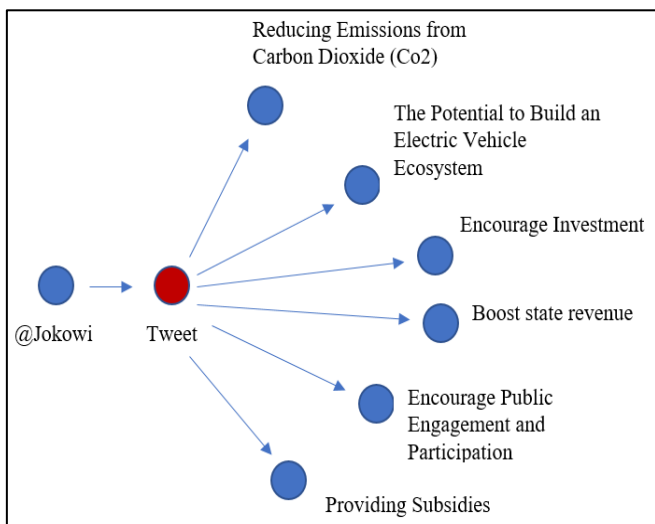 Reducing Emissions from
Carbon Dioxide (Co2)
The Potential to Build an
Electric Vehicle
Ecosystem
Encourage Investment
Boost state revenue
@Jokowi
Tweet
Encourage Public
Engagement and
Participation
Providing Subsidies